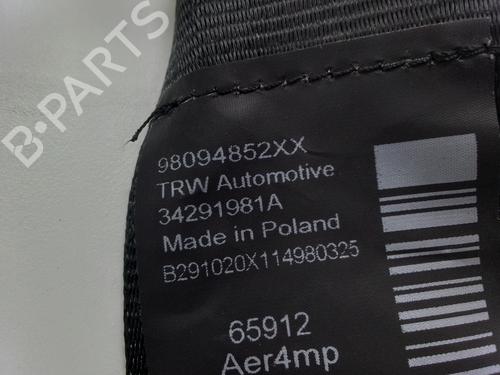 B-PARTS
98094852XX
TRW Automotive
34291981A
Made in Poland
B291020X114980325
65912
Aer4mp